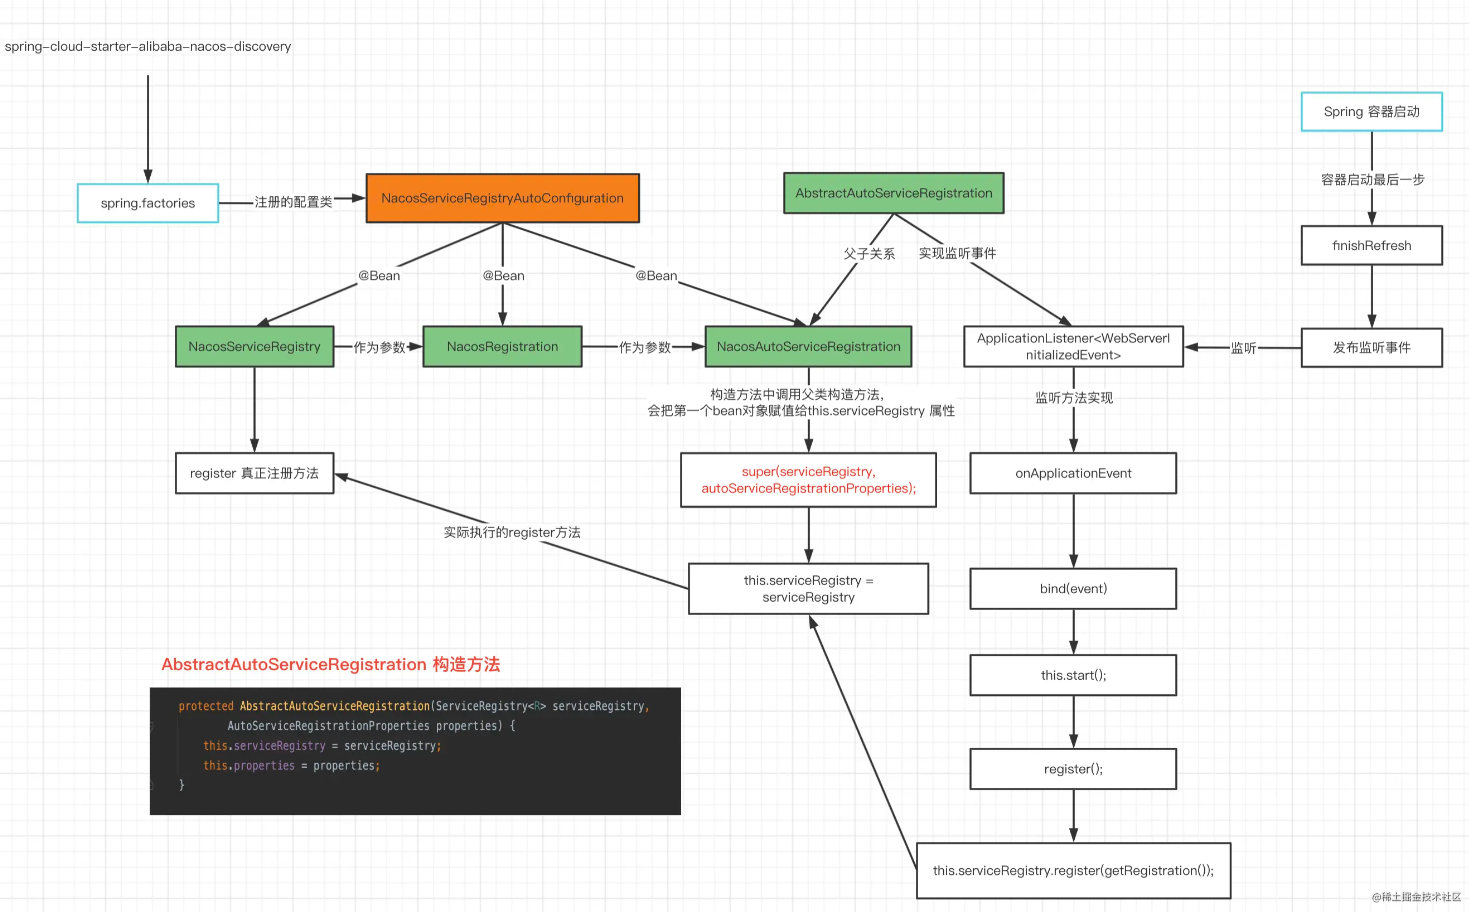 spring-cloud-starter-alibaba-nacos-discovery
Spring 容器启动
容器启动最后一步
spring.factories
注册的配置类
NacosServiceRegistryAutoConfiguration
AbstractAutoServiceRegistration
finishRefresh
@Bean
@Bean
@Bean
父子关系
实现监听事件
NacosServiceRegistry
作为参数
NacosRegistration
作为参数
NacosAutoServiceRegistration
ApplicationListener<WebServerI
nitializedEvent>
监听
发布监听事件
构造方法中调用父类构造方法，
会把第一个bean对象赋值给this.serviceRegistry 属性
监听方法实现
register 真正注册方法
super(serviceRegistry,
autoServiceRegistrationProperties);
onApplicationEvent
实际执行的register方法
this.serviceRegistry =
serviceRegistry
bind(event)
this.start();
register();
this.serviceRegistry.register(getRegistration());
AbstractAutoServiceRegistration 构造方法
protected AbstractAutoServiceRegistration(ServiceRegistry<R> serviceRegistry,
AutoServiceRegistrationProperties properties) {
this.serviceRegistry = serviceRegistry;
this.properties = properties;
}
@稀土掘金技术社区